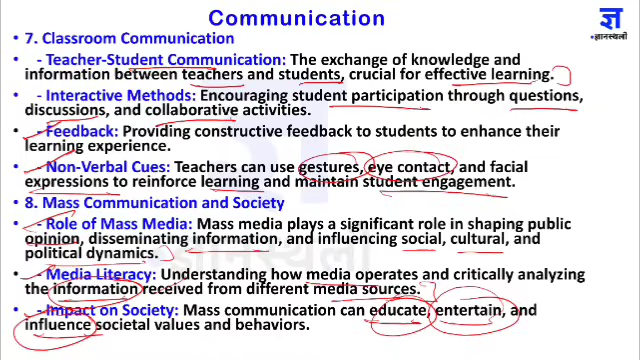 Communication
ज्ञ
ज्ञानस्थली
• 7. Classroom Communication
• - Teacher-Student Communication: The exchange of knowledge and
information between teachers and students, crucial for effective learning.
• - Interactive Methods: Encouraging student participation through questions,
discussions, and collaborative activities.
• - Feedback: Providing constructive feedback to students to enhance their
learning experience.
• - Non-Verbal Cues: Teachers can use gestures, eye contact, and facial
expressions to reinforce learning and maintain student engagement.
• 8. Mass Communication and Society
• - Role of Mass Media: Mass media plays a significant role in shaping public
opinion, disseminating information, and influencing social, cultural, and
political dynamics.
• - Media Literacy: Understanding how media operates and critically analyzing
the information received from different media sources.
• - Impact on Society: Mass communication can educate, entertain, and
influence societal values and behaviors.